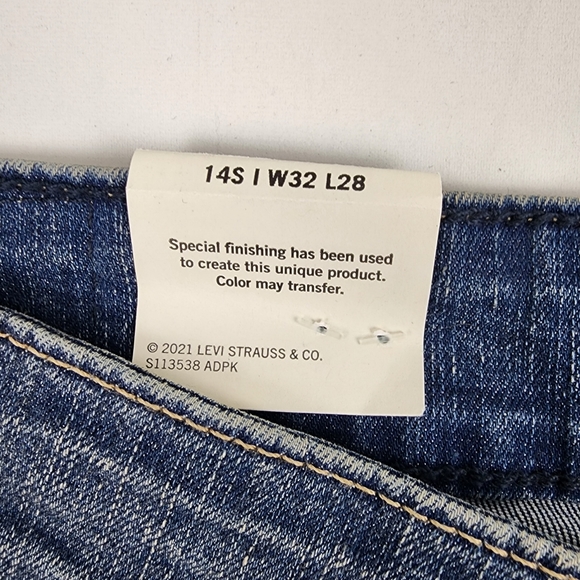 14S | W32 L28
Special finishing has been used
to create this unique product.
Color may transfer.
© 2021 LEVI STRAUSS & CO.
S113538 ADPK